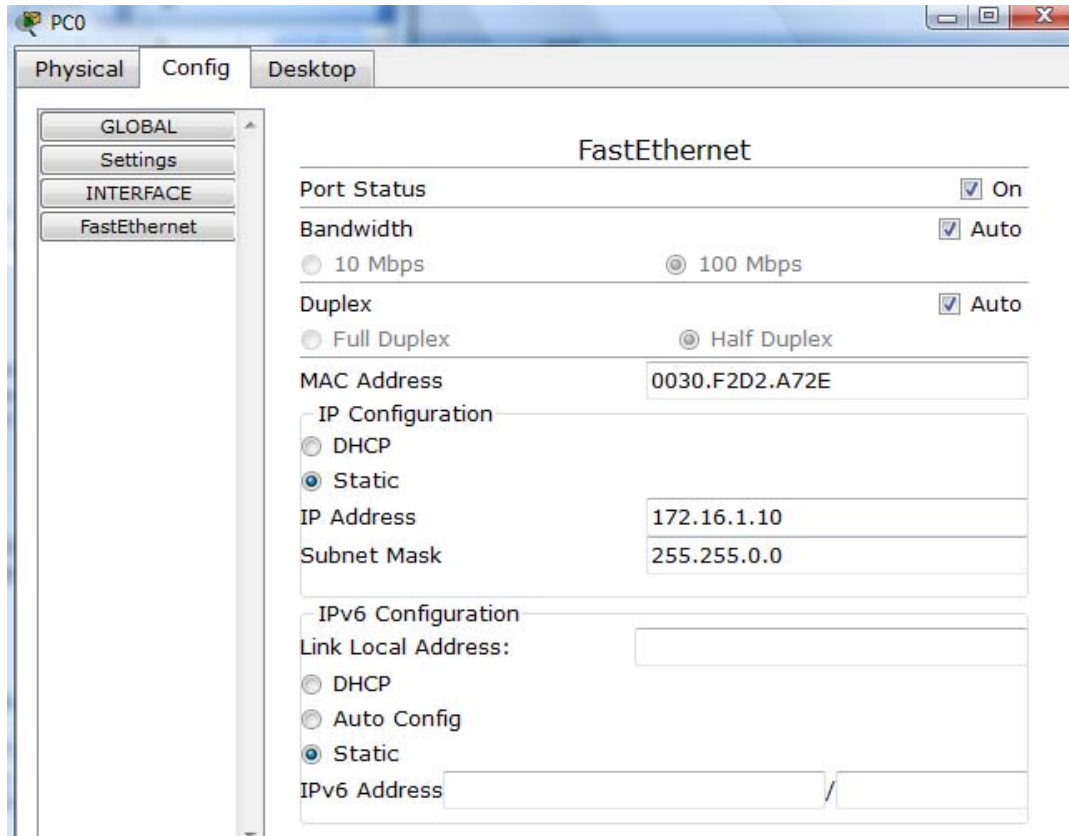 PC0
Physical Config Desktop
GLOBAL
Settings
INTERFACE
FastEthernet
FastEthernet
Port Status On
Bandwidth Auto
10 Mbps 100 Mbps
Duplex Auto
Full Duplex Half Duplex
MAC Address 0030.F2D2.A72E
IP Configuration
DHCP
Static
IP Address 172.16.1.10
Subnet Mask 255.255.0.0
IPv6 Configuration
Link Local Address:
DHCP
Auto Config
Static
IPv6 Address /